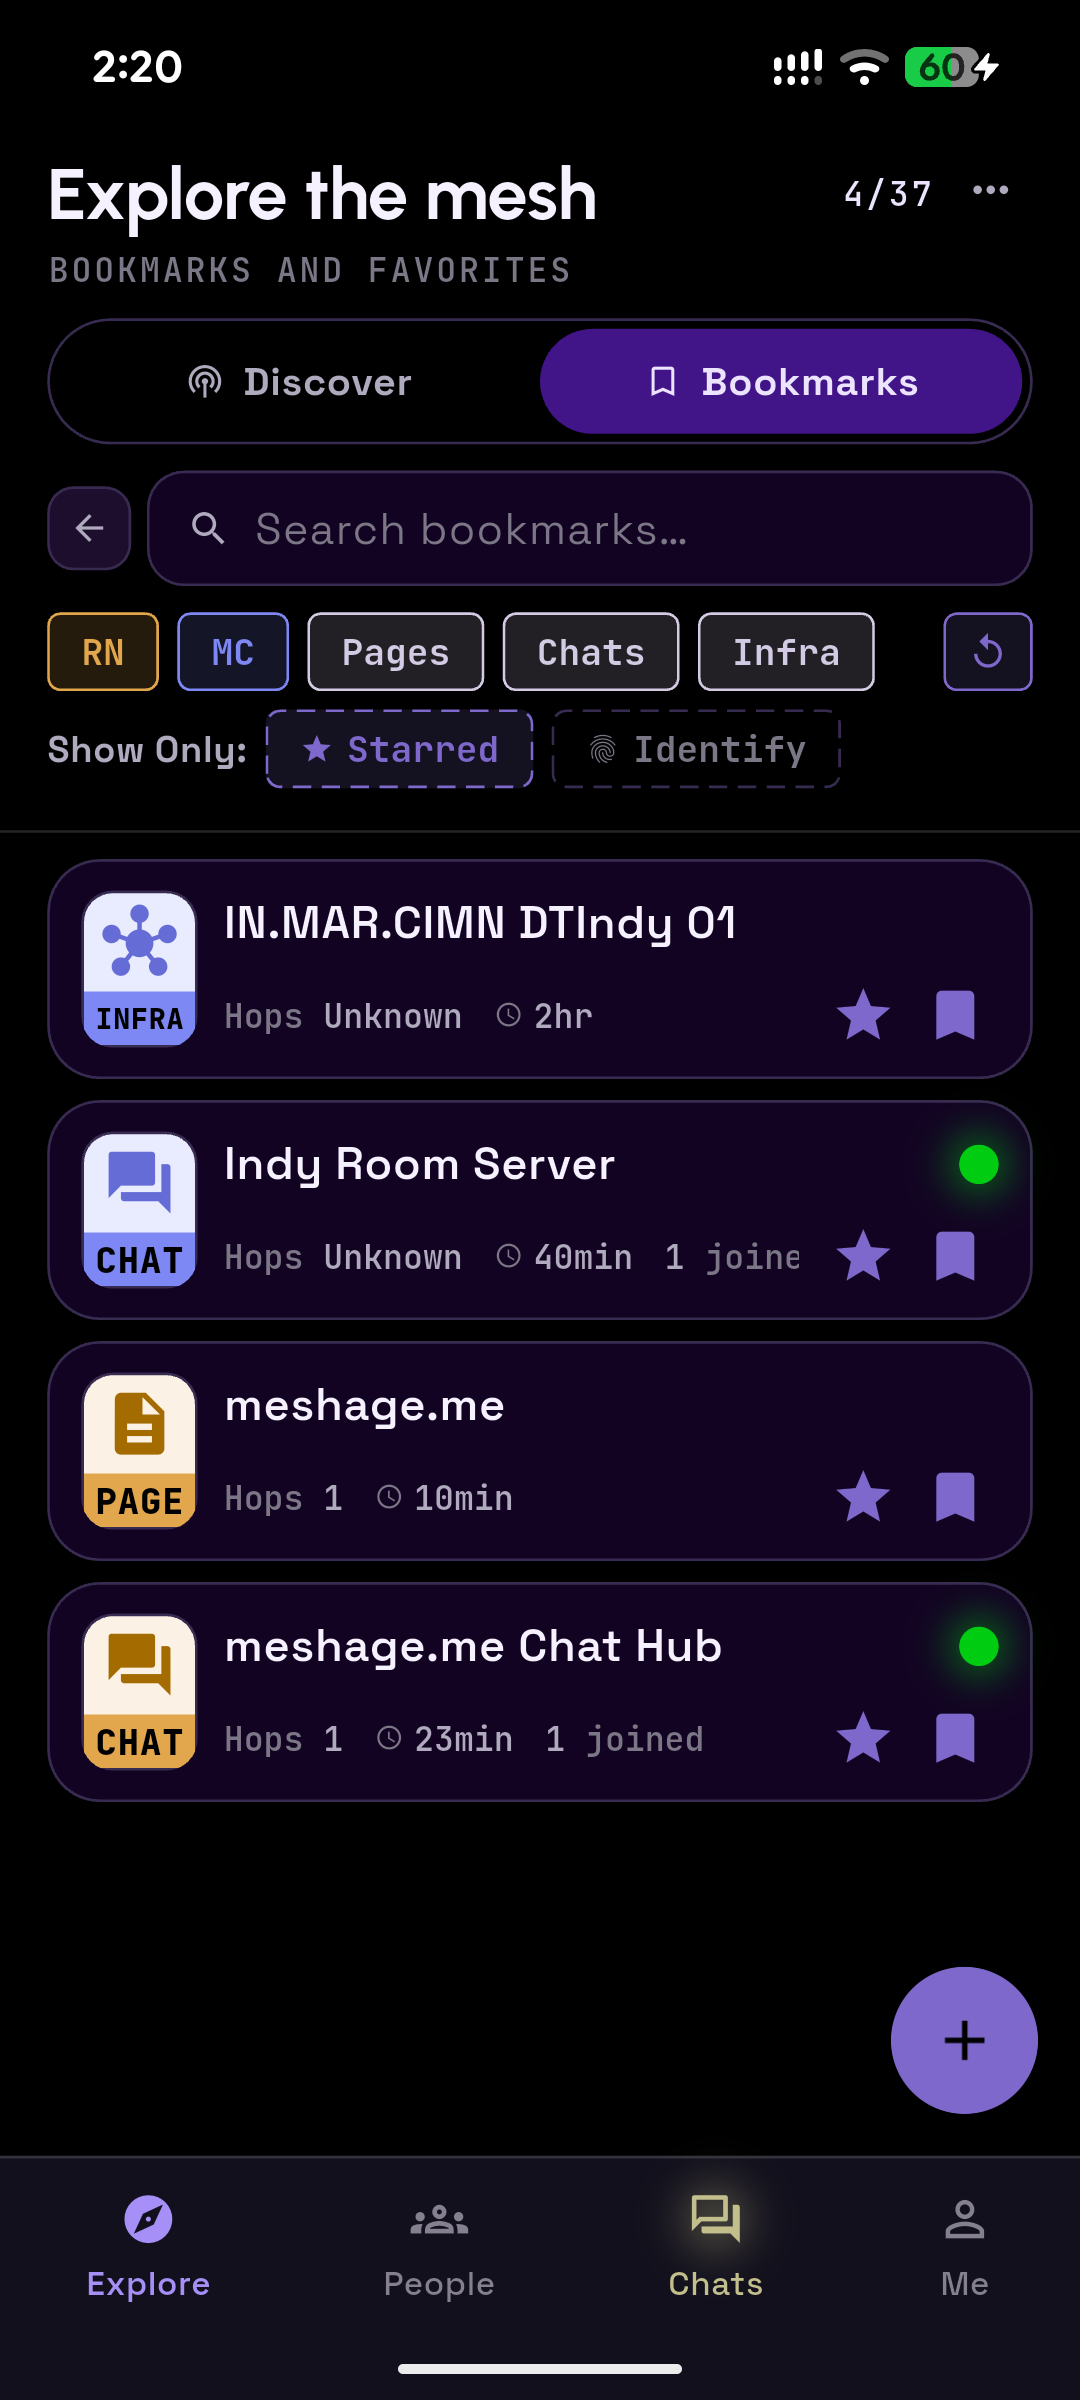 2:20
60
Explore the mesh
4/37
BOOKMARKS AND FAVORITES
Discover
Bookmarks
Search bookmarks…
RN
MC
Pages
Chats
Infra
Show Only:
Starred
Identify
IN.MAR.CIMN DTIndy 01
INFRA
Hops Unknown 2hr
Indy Room Server
CHAT
Hops Unknown 40min 1 joine
meshage.me
PAGE
Hops 1 10min
meshage.me Chat Hub
CHAT
Hops 1 23min 1 joined
Explore
People
Chats
Me